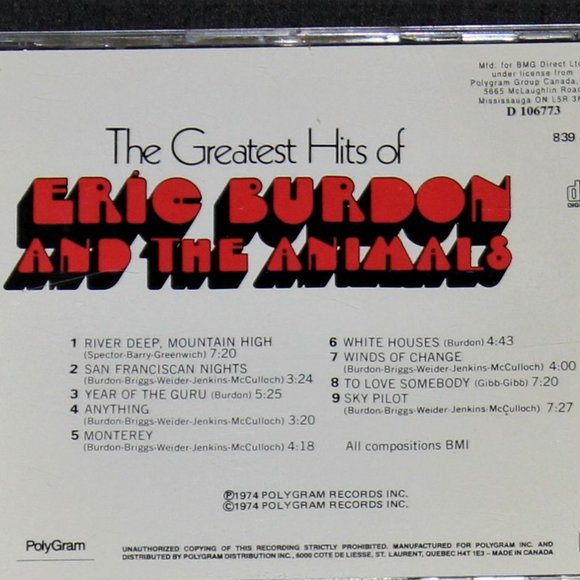 Mfd. for BMG Direct Ltd
under license from
Polygram Group Canada,
5665 McLaughlin Road
Mississauga ON L5R 3K
D 106773
839
The Greatest Hits of
ERIC BURDON
AND THE ANIMALS
1 RIVER DEEP, MOUNTAIN HIGH
(Spector-Barry-Greenwich) 7:20
2 SAN FRANCISCAN NIGHTS
(Burdon-Briggs-Weider-Jenkins-McCulloch) 3:24
3 YEAR OF THE GURU (Burdon) 5:25
4 ANYTHING
(Burdon-Briggs-Weider-Jenkins-McCulloch) 3:20
5 MONTEREY
(Burdon-Briggs-Weider-Jenkins-McCulloch) 4:18
6 WHITE HOUSES (Burdon) 4:43
7 WINDS OF CHANGE
(Burdon-Briggs-Weider-Jenkins-McCulloch) 4:00
8 TO LOVE SOMEBODY (Gibb-Gibb) 7:20
9 SKY PILOT
(Burdon-Briggs-Weider-Jenkins-McCulloch) 7:27
All compositions BMI
℗1974 POLYGRAM RECORDS INC.
©1974 POLYGRAM RECORDS INC.
PolyGram
UNAUTHORIZED COPYING OF THIS RECORDING STRICTLY PROHIBITED. MANUFACTURED FOR POLYGRAM INC. AND
DISTRIBUTED BY POLYGRAM DISTRIBUTION INC., 6000 COTE DE LIESSE, ST. LAURENT, QUEBEC H4T 1E3 – MADE IN CANADA